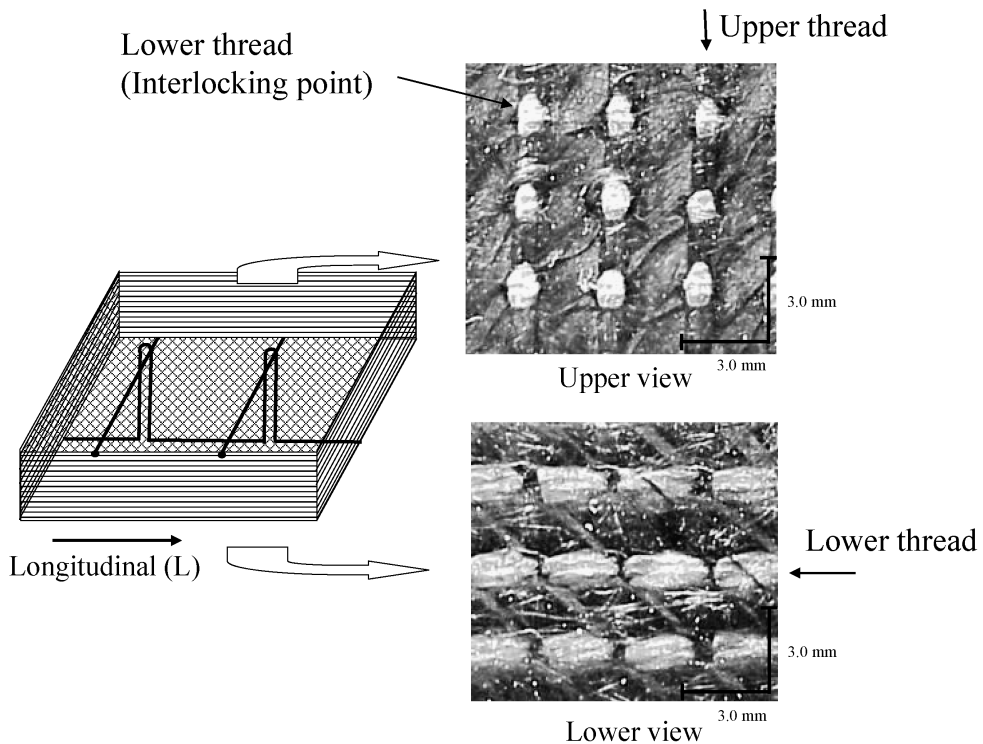 Upper thread
Lower thread
(Interlocking point)
3.0 mm
3.0 mm
Upper view
Lower thread
Longitudinal (L)
3.0 mm
3.0 mm
Lower view